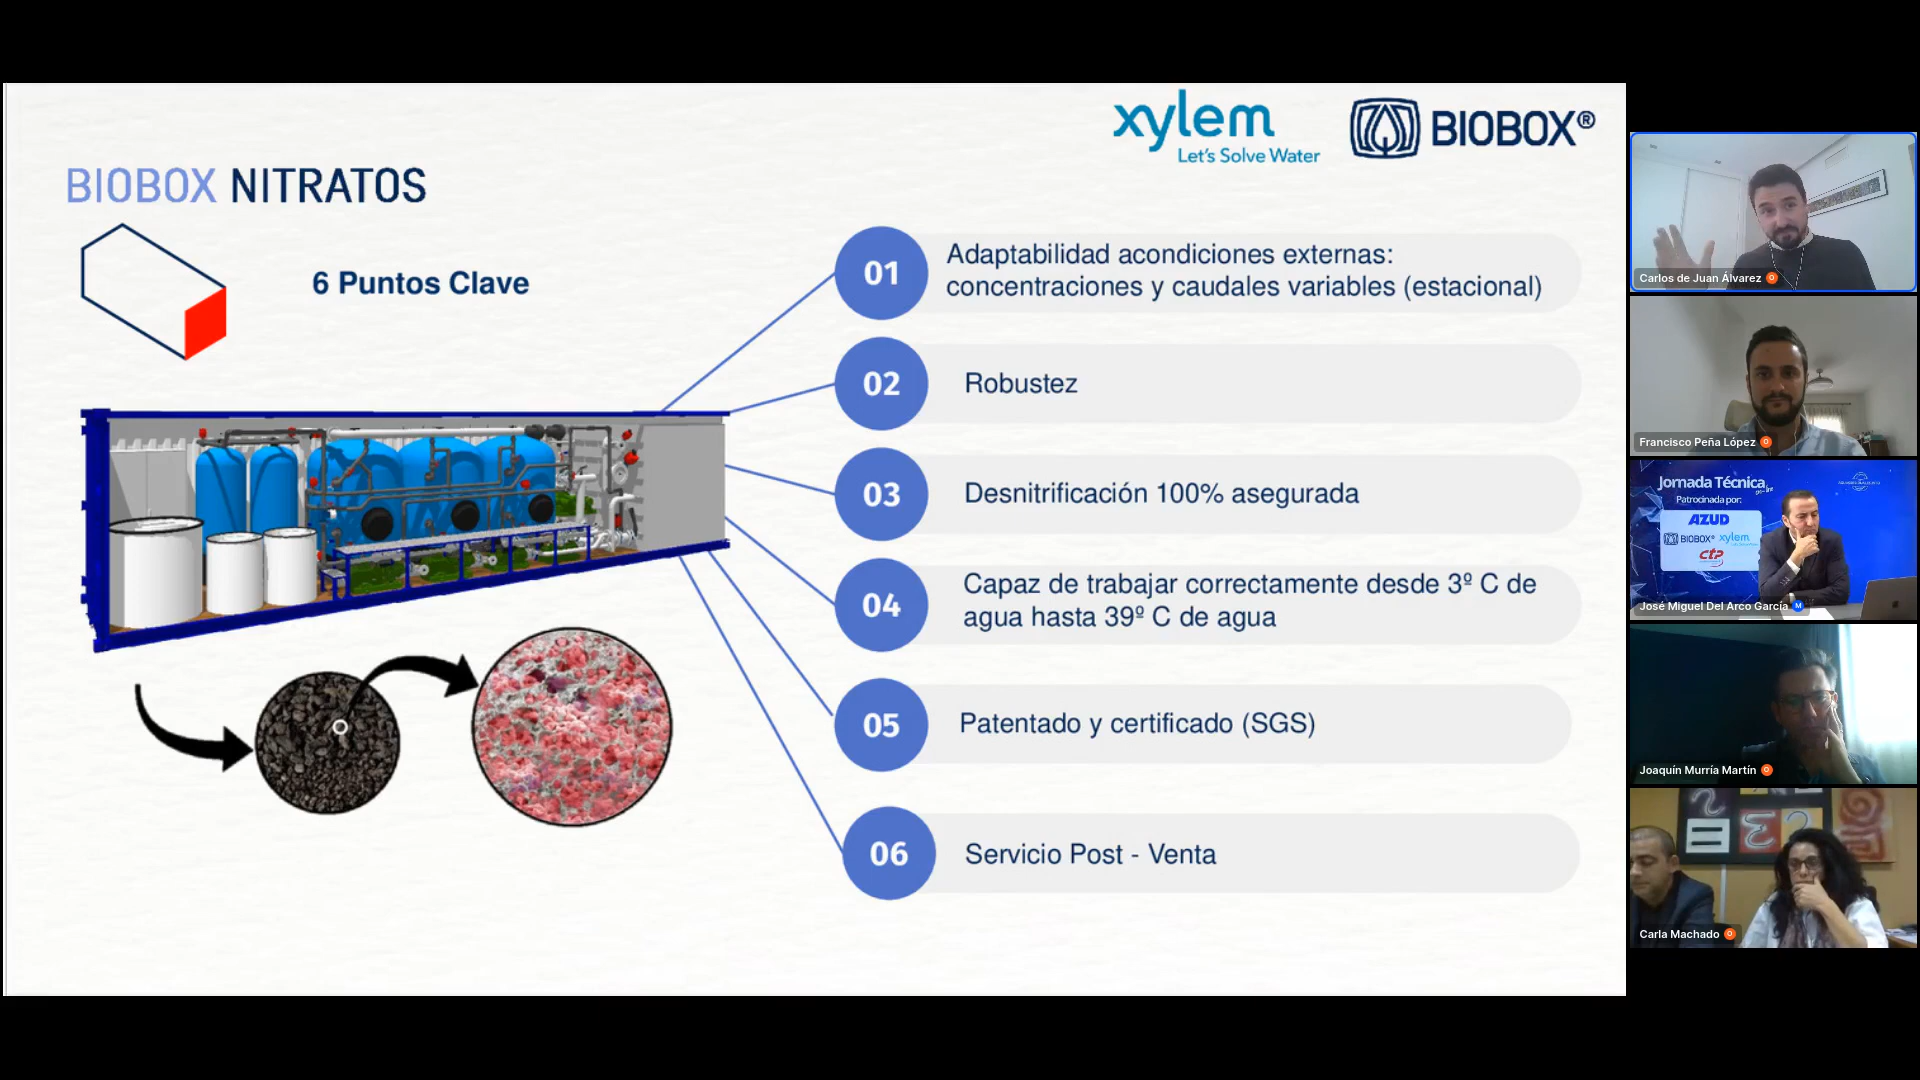 xylem
Let's Solve Water
BIOBOX®
BIOBOX NITRATOS
6 Puntos Clave
01
Adaptabilidad acondiciones externas:
concentraciones y caudales variables (estacional)
02
Robustez
03
Desnitrificación 100% asegurada
04
Capaz de trabajar correctamente desde 3º C de
agua hasta 39º C de agua
05
Patentado y certificado (SGS)
06
Servicio Post - Venta
Carlos de Juan Álvarez
Francisco Peña López
Jornada Técnica
Patrocinada por:
AZUD
BIOBOX® xylem
ctp
José Miguel Del Arco García
Joaquín Murría Martín
Carla Machado